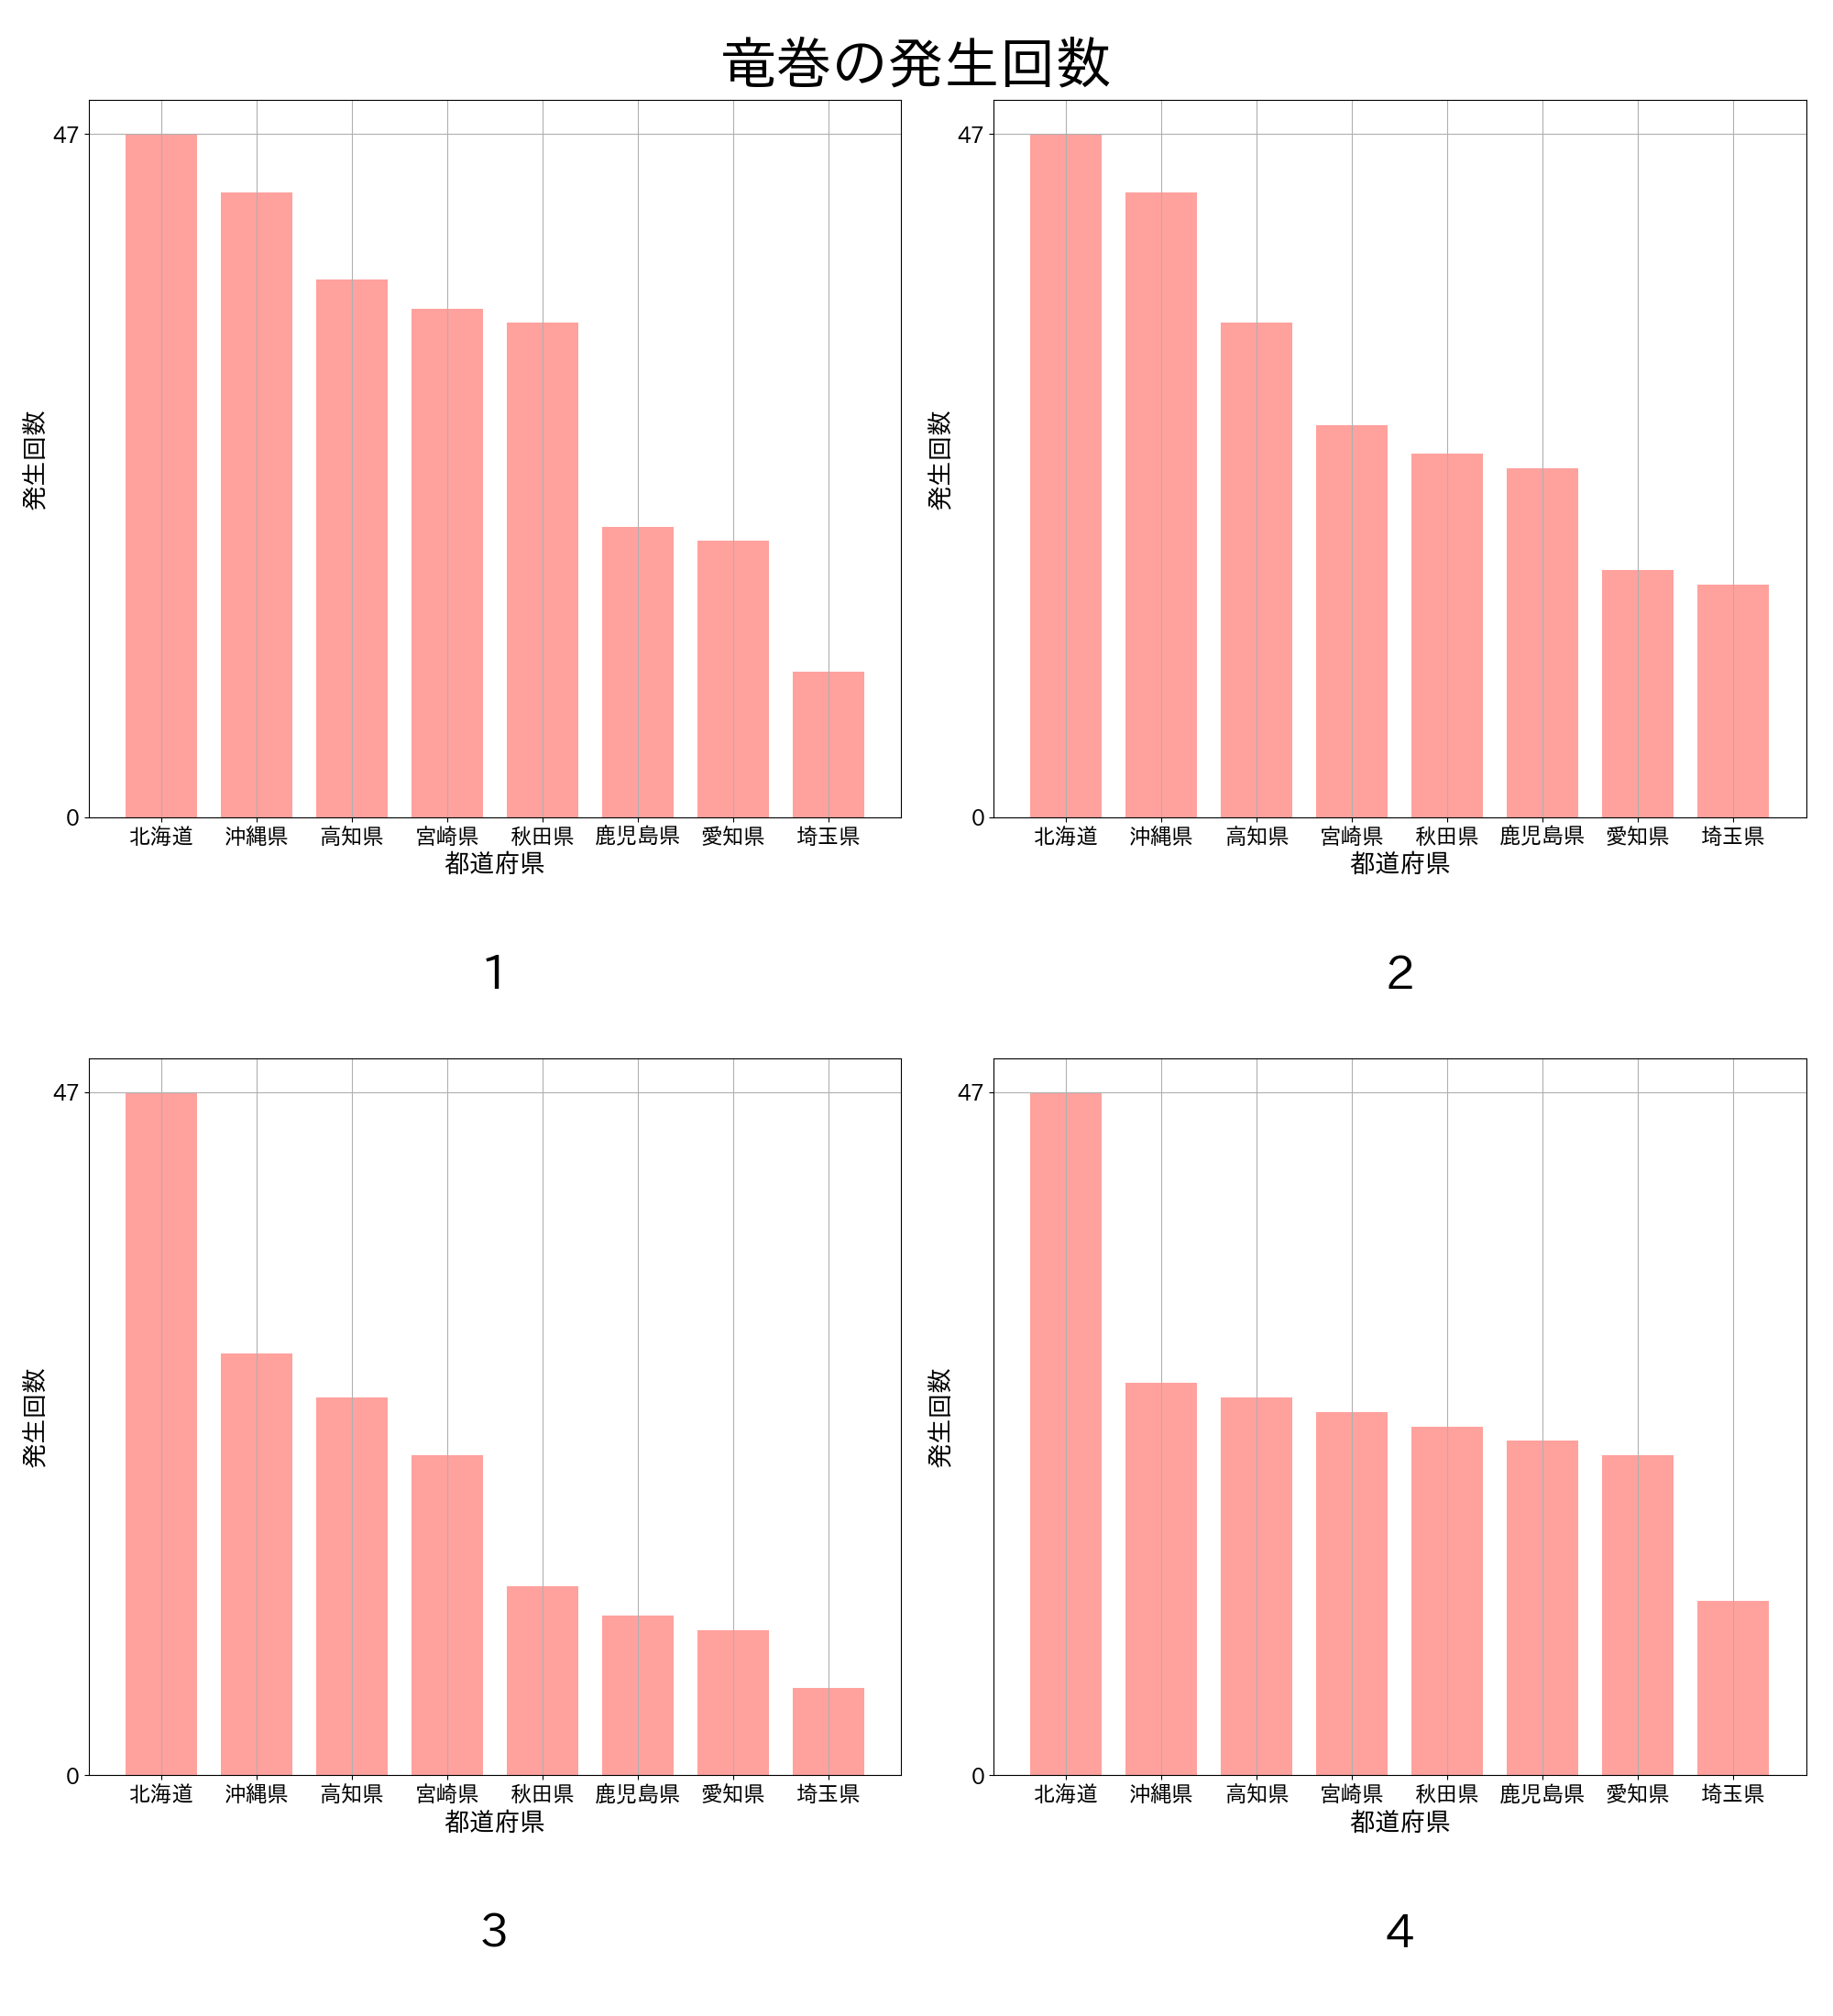 竜巻の発生回数
47
0
発生回数
北海道 沖縄県 高知県 宮崎県 秋田県 鹿児島県 愛知県 埼玉県
都道府県
1
47
0
発生回数
北海道 沖縄県 高知県 宮崎県 秋田県 鹿児島県 愛知県 埼玉県
都道府県
2
47
0
発生回数
北海道 沖縄県 高知県 宮崎県 秋田県 鹿児島県 愛知県 埼玉県
都道府県
3
47
0
発生回数
北海道 沖縄県 高知県 宮崎県 秋田県 鹿児島県 愛知県 埼玉県
都道府県
4